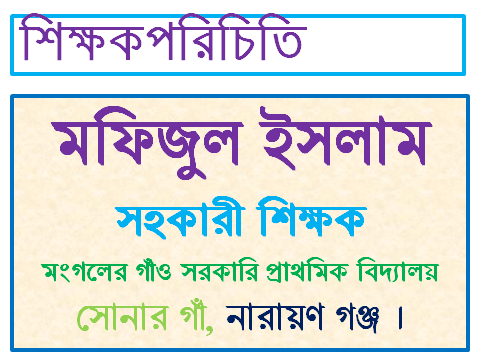 শিক্ষকপরিচিতি
মফিজুল ইসলাম
সহকারী শিক্ষক
মংগলের গাঁও সরকারি প্রাথমিক বিদ্যালয়
সোনার গাঁ, নারায়ণ গঞ্জ ।